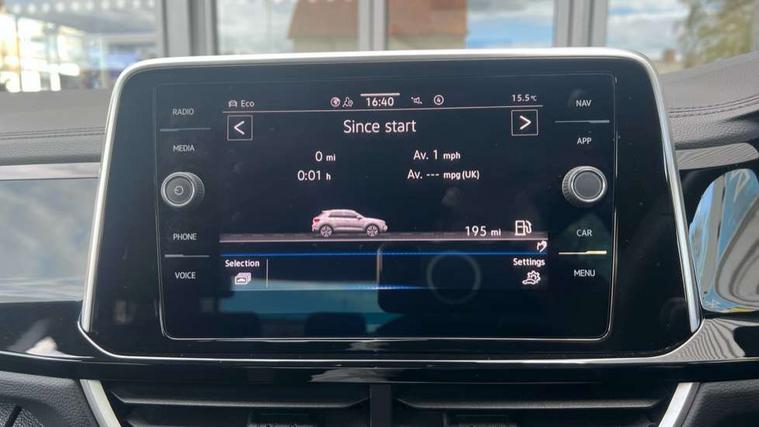 RADIO
MEDIA
PHONE
VOICE
Eco
16:40
4
15.5°C
Since start
0 mi
Av. 1 mph
0:01 h
Av. --- mpg (UK)
195 mi
Selection
Settings
NAV
APP
CAR
MENU